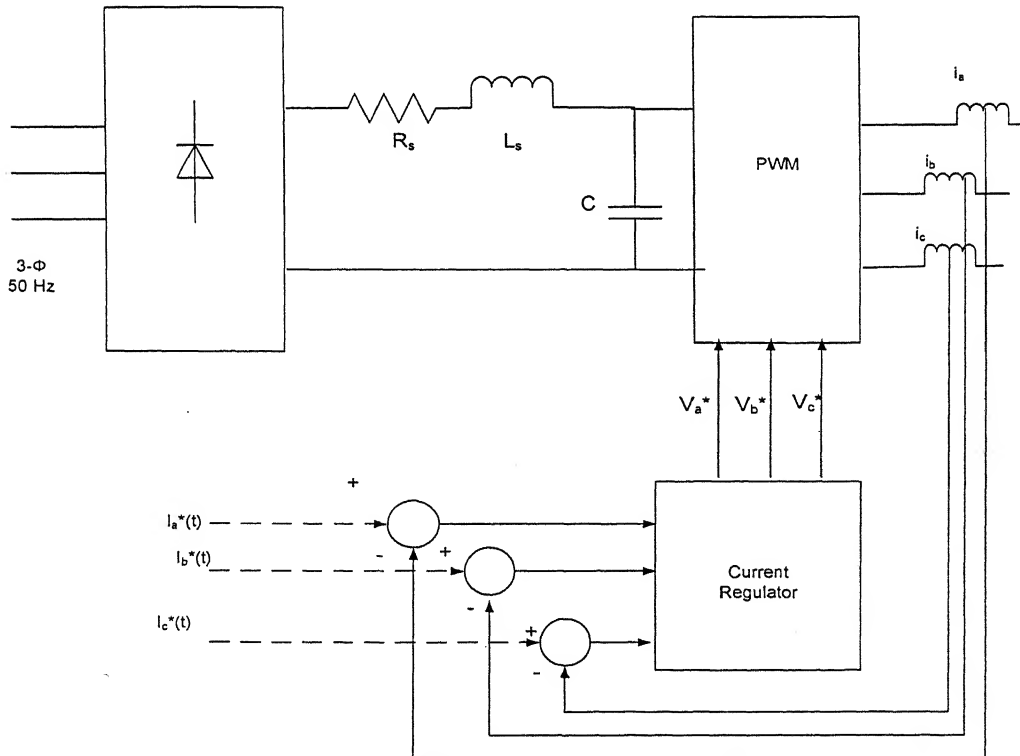 i_a
R_s
L_s
PWM
i_b
C
i_c
3-Φ
50 Hz
V_a*
V_b*
V_c*
+
I_a*(t)
-
+
I_b*(t)
Current
Regulator
-
I_c*(t)
+
-